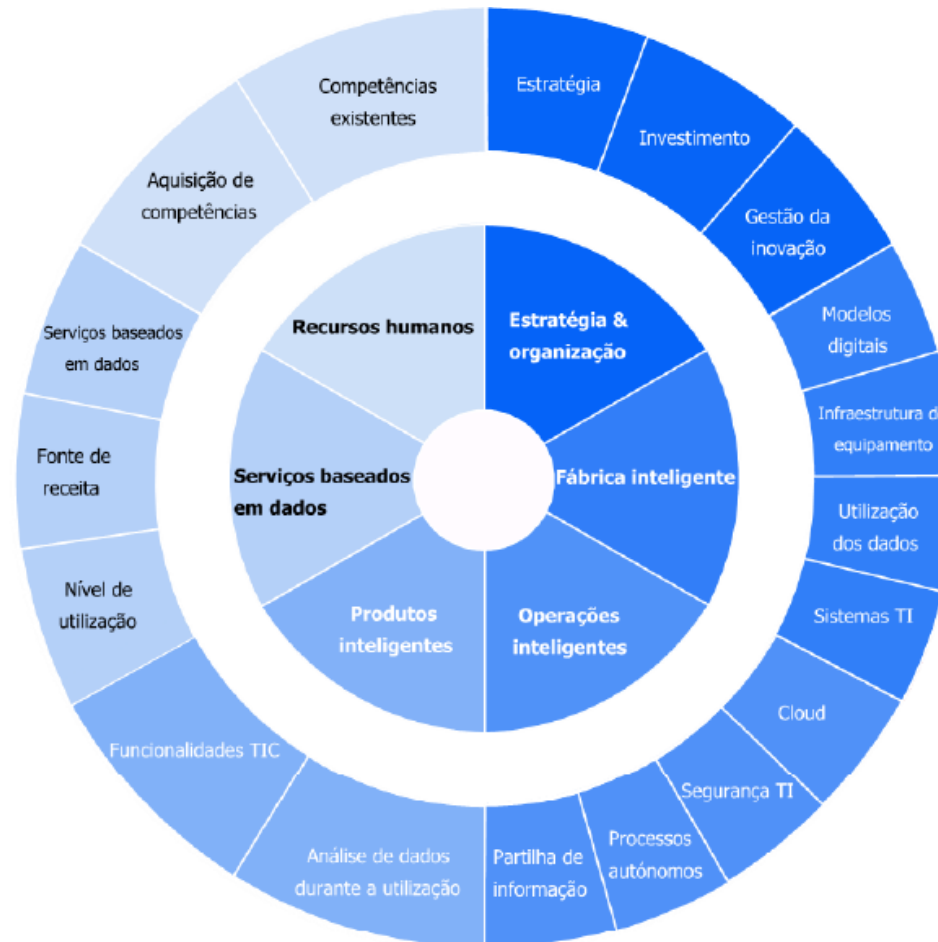 Estratégia
Investimento
Gestão da
inovação
Modelos
digitais
Infraestrutura d
equipamento
Utilização
dos dados
Sistemas TI
Cloud
Segurança TI
Processos
autónomos
Partilha de
informação
Análise de dados
durante a utilização
Funcionalidades TIC
Nível de
utilização
Fonte de
receita
Serviços baseados
em dados
Aquisição de
competências
Competências
existentes
Estratégia &
organização
Fábrica inteligente
Operações
inteligentes
Produtos
inteligentes
Serviços baseados
em dados
Recursos humanos